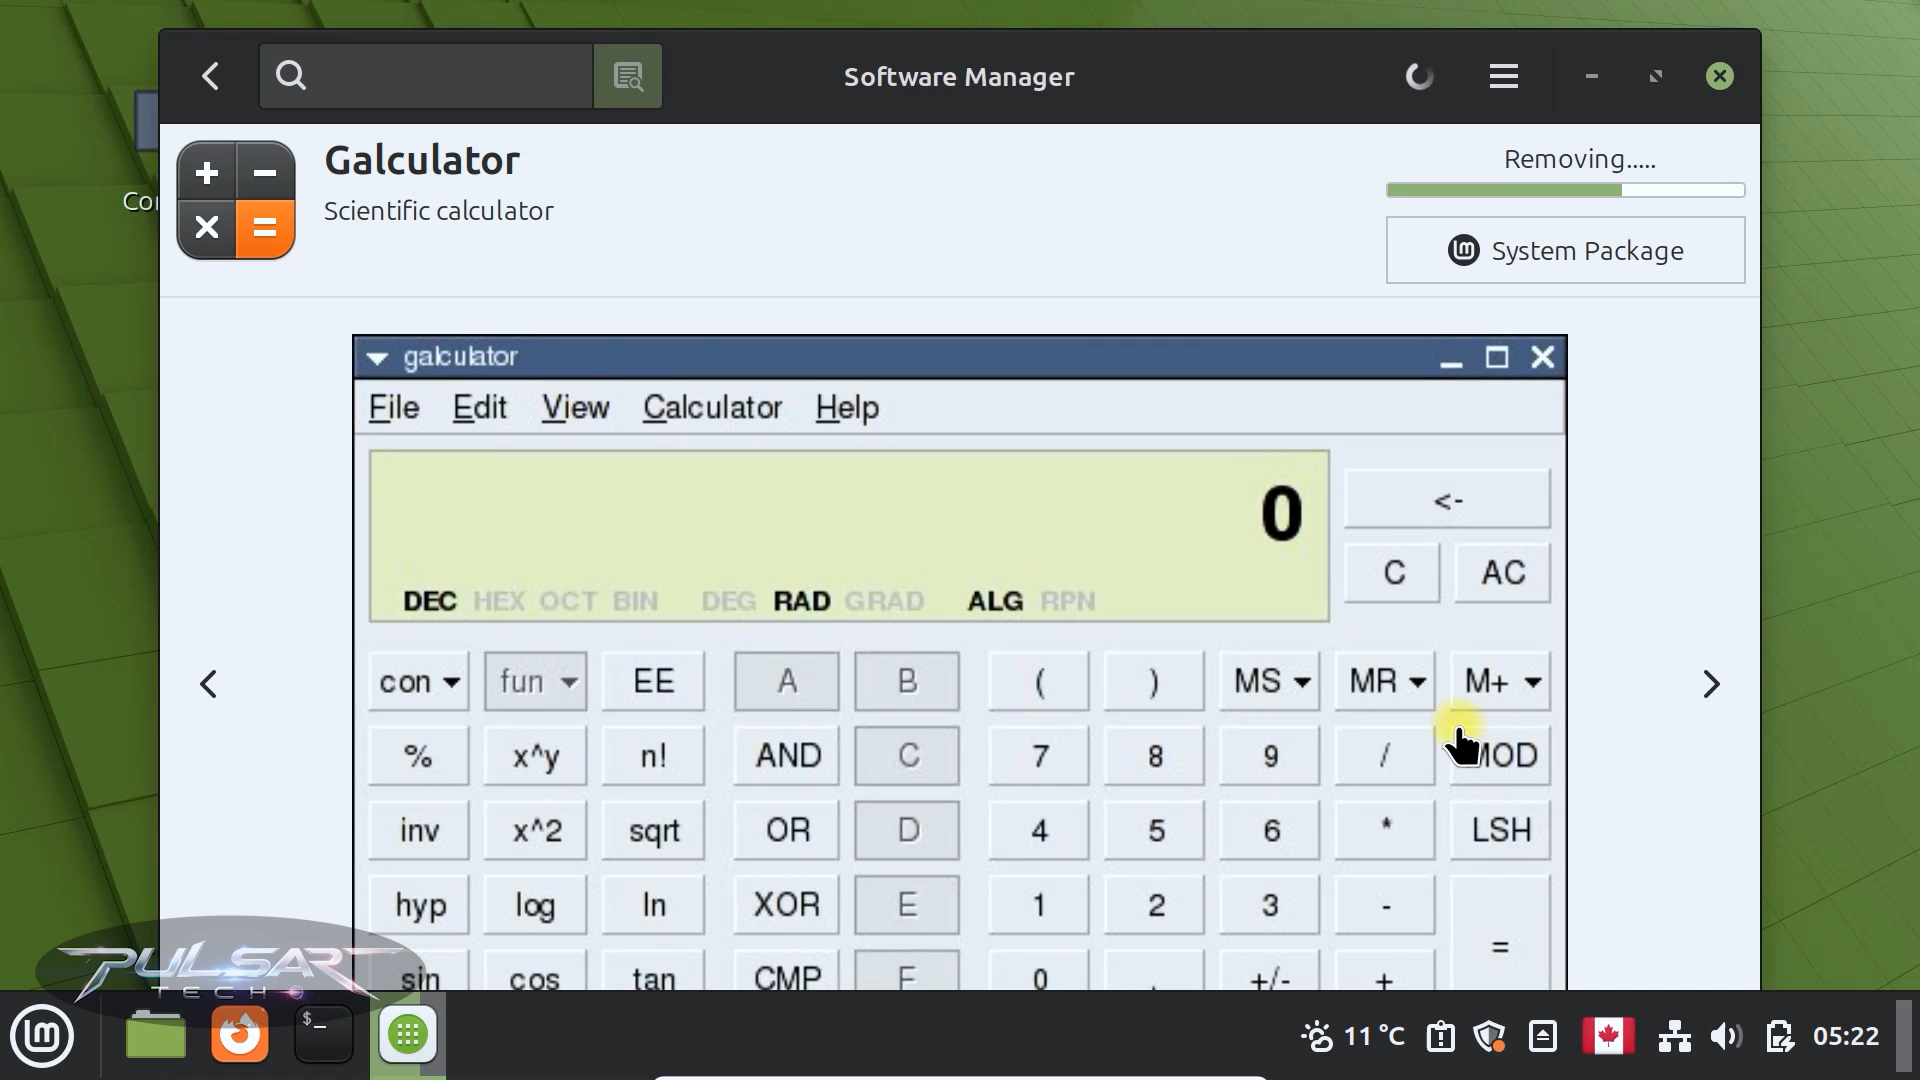 Software Manager
Galculator
Scientific calculator
Removing.....
System Package
galculator
File Edit View Calculator Help
0
DEC HEX OCT BIN DEG RAD GRAD ALG RPN
<-
C AC
con fun EE A B ( ) MS MR M+
% x^y n! AND C 7 8 9 / MOD
inv x^2 sqrt OR D 4 5 6 * LSH
hyp log ln XOR E 1 2 3 -
=
sin cos tan CMP F 0 . +/- +
PULSART
TECH
$_
11 °C
05:22